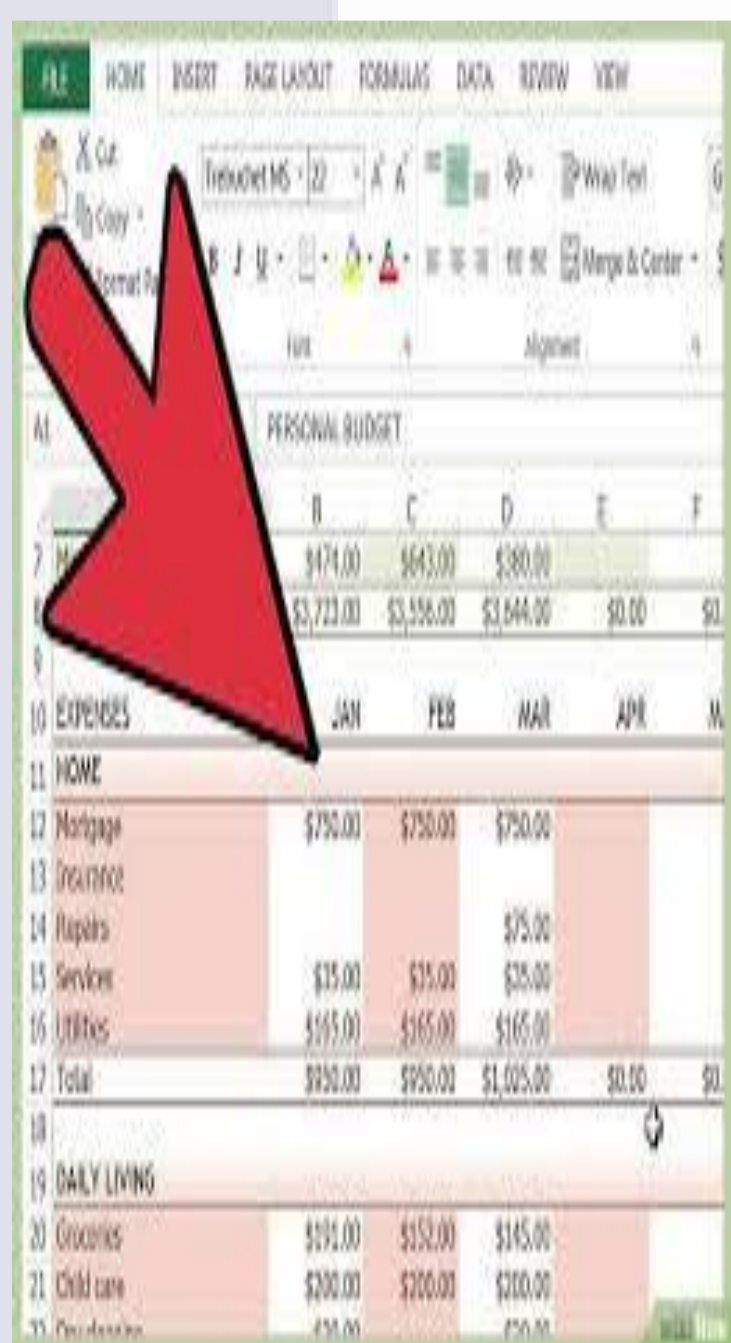 FILE HOME INSERT PAGE LAYOUT FORMULAS DATA REVIEW VIEW
Cut
Trebuchet MS 22 A A Wrap Text
Copy
Format
B I U A Merge & Center
Font Alignment
A1 PERSONAL BUDGET
B C D E F
7 $474.00 $643.00 $380.00
8 $3,723.00 $3,556.00 $3,644.00 $0.00 $0.
9
10 EXPENSES JAN FEB MAR APR
11 HOME
12 Mortgage $750.00 $750.00 $750.00
13 Insurance
14 Repairs $75.00
15 Services $35.00 $35.00 $35.00
16 Utilities $165.00 $165.00 $165.00
17 Total $950.00 $950.00 $1,025.00 $0.00 $0.
18
19 DAILY LIVING
20 Groceries $191.00 $152.00 $145.00
21 Child care $200.00 $200.00 $200.00